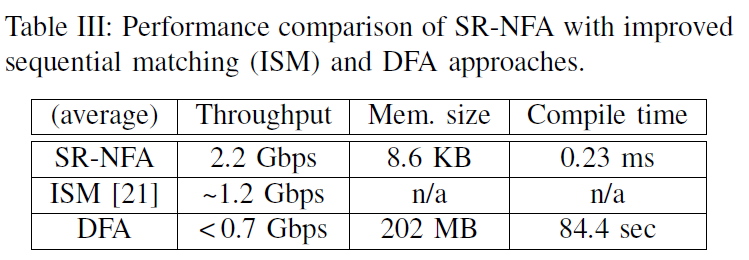 Table III: Performance comparison of SR-NFA with improved
sequential matching (ISM) and DFA approaches.
(average) Throughput Mem. size Compile time
SR-NFA 2.2 Gbps 8.6 KB 0.23 ms
ISM [21] ~1.2 Gbps n/a n/a
DFA <0.7 Gbps 202 MB 84.4 sec